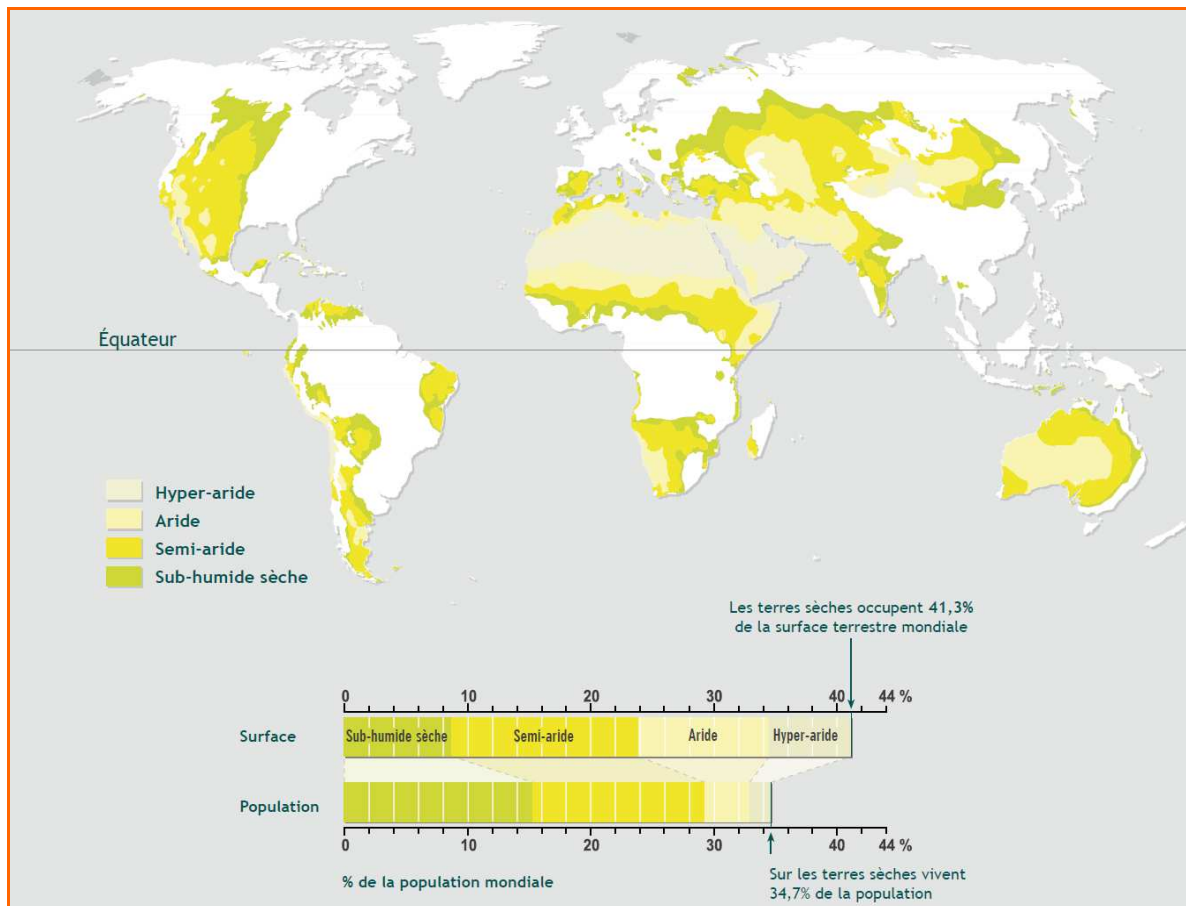 Équateur
Hyper-aride
Aride
Semi-aride
Sub-humide sèche
Les terres sèches occupent 41,3%
de la surface terrestre mondiale
0 10 20 30 40 44 %
Surface
Sub-humide sèche Semi-aride Aride Hyper-aride
Population
0 10 20 30 40 44 %
% de la population mondiale
Sur les terres sèches vivent
34,7% de la population